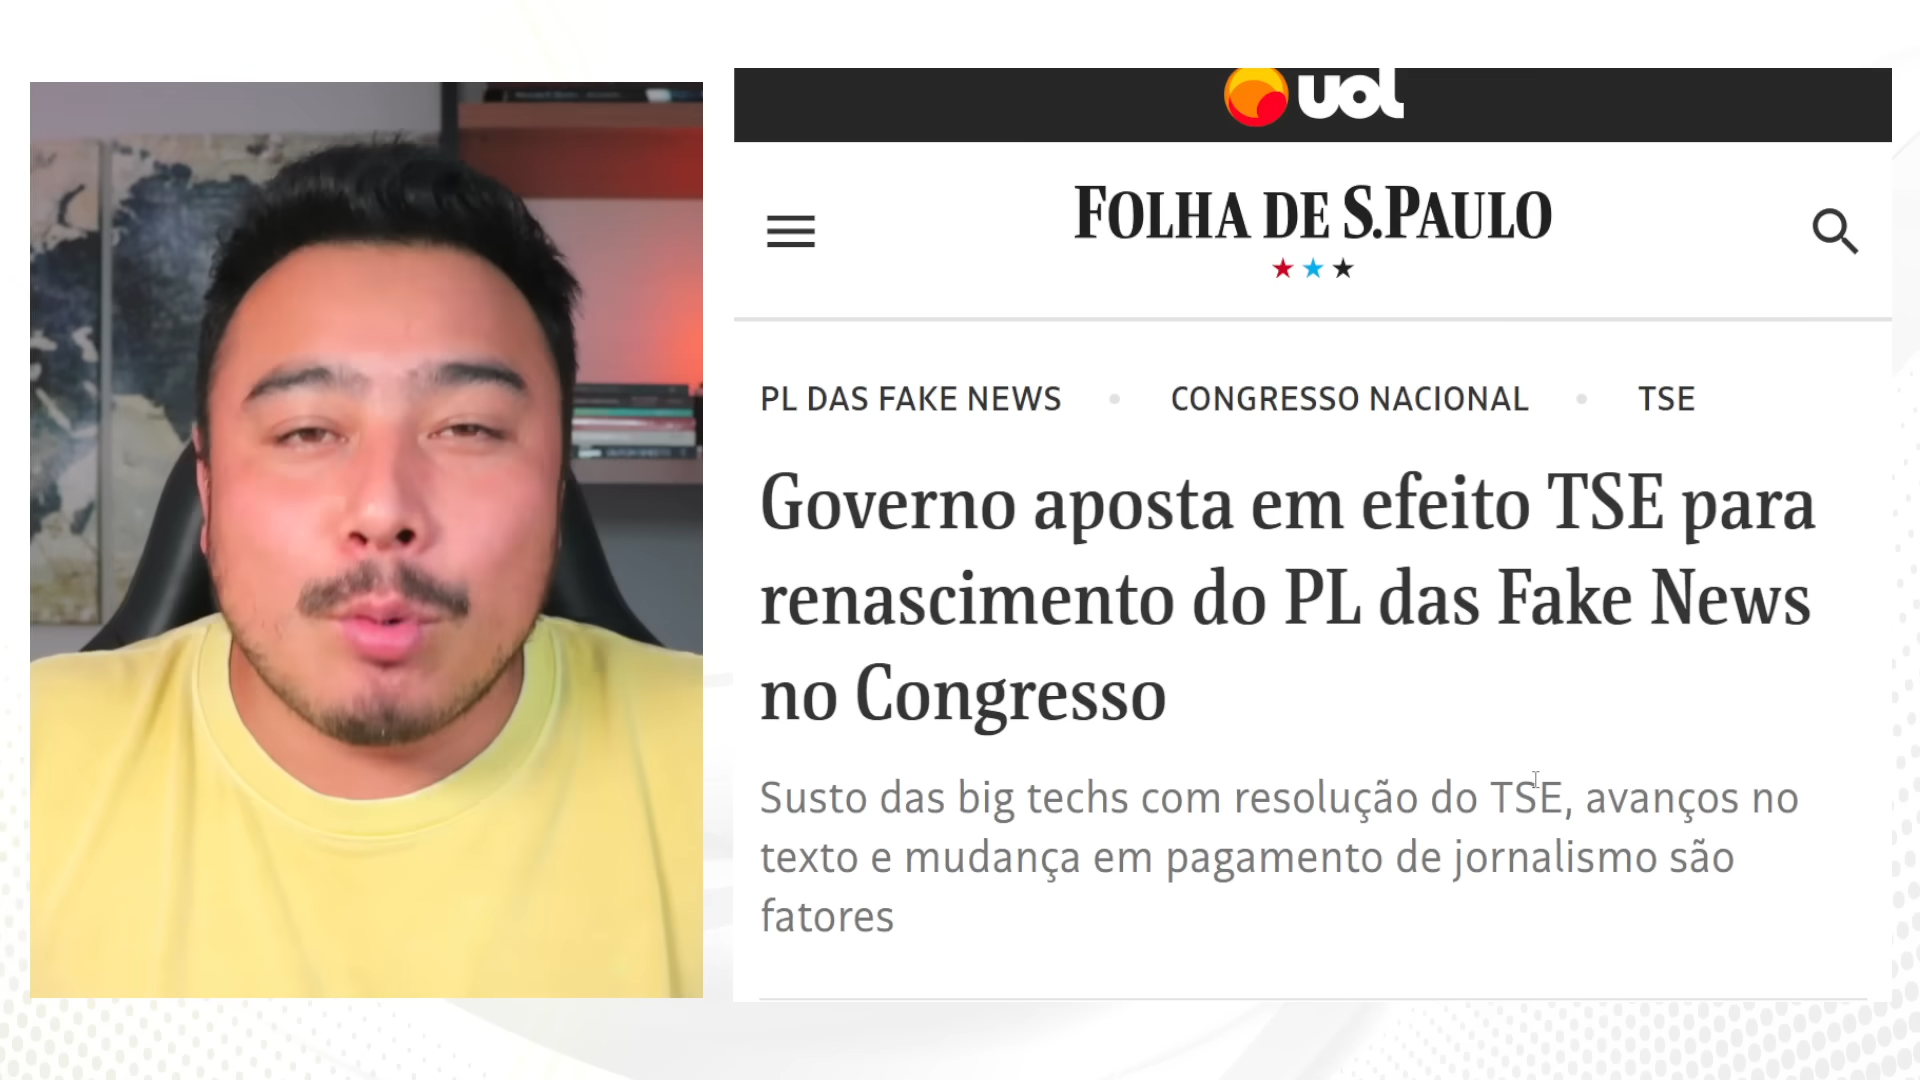 uol
FOLHA DE S.PAULO
PL DAS FAKE NEWS • CONGRESSO NACIONAL • TSE
Governo aposta em efeito TSE para
renascimento do PL das Fake News
no Congresso
Susto das big techs com resolução do TSE, avanços no
texto e mudança em pagamento de jornalismo são
fatores